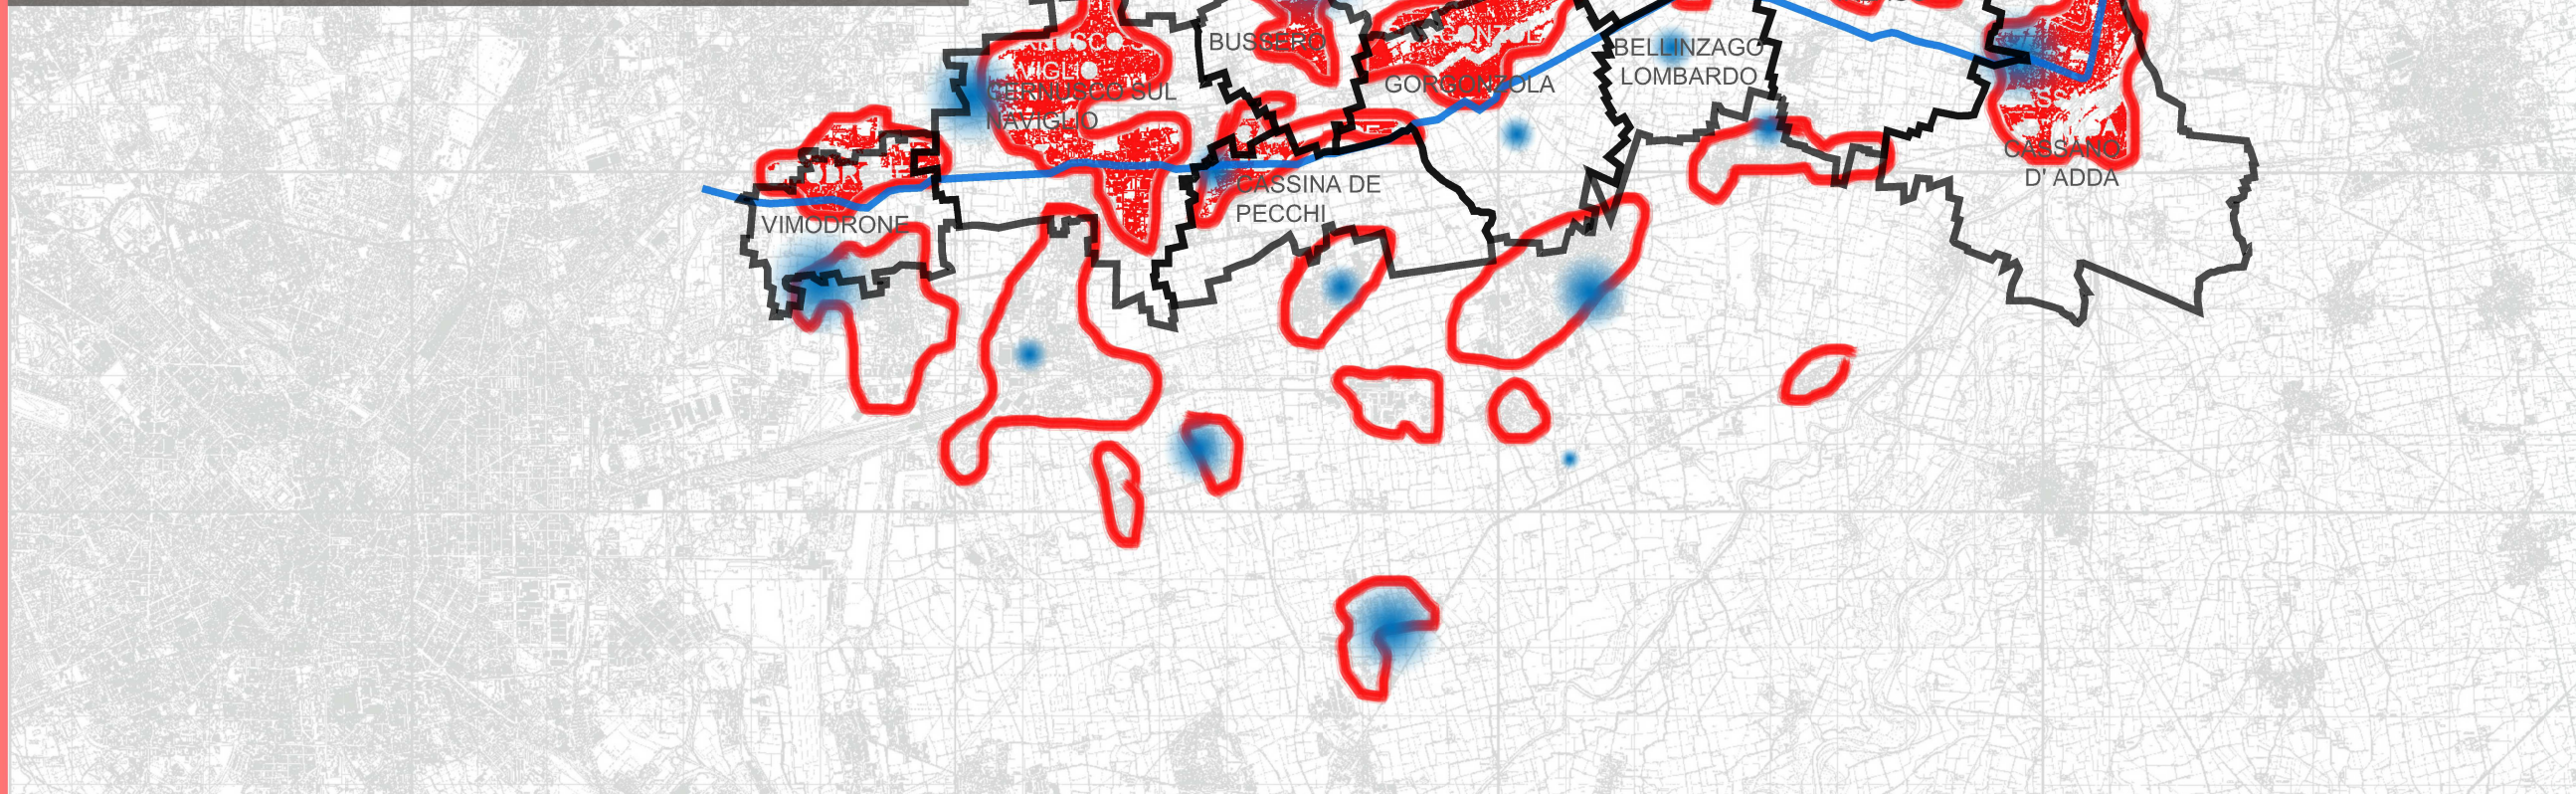 BUSSERO
BELLINZAGO
LOMBARDO
GORGONZOLA
CERNUSCO SUL
NAVIGLIO
CASSANO
D' ADDA
CASSINA DE
PECCHI
VIMODRONE